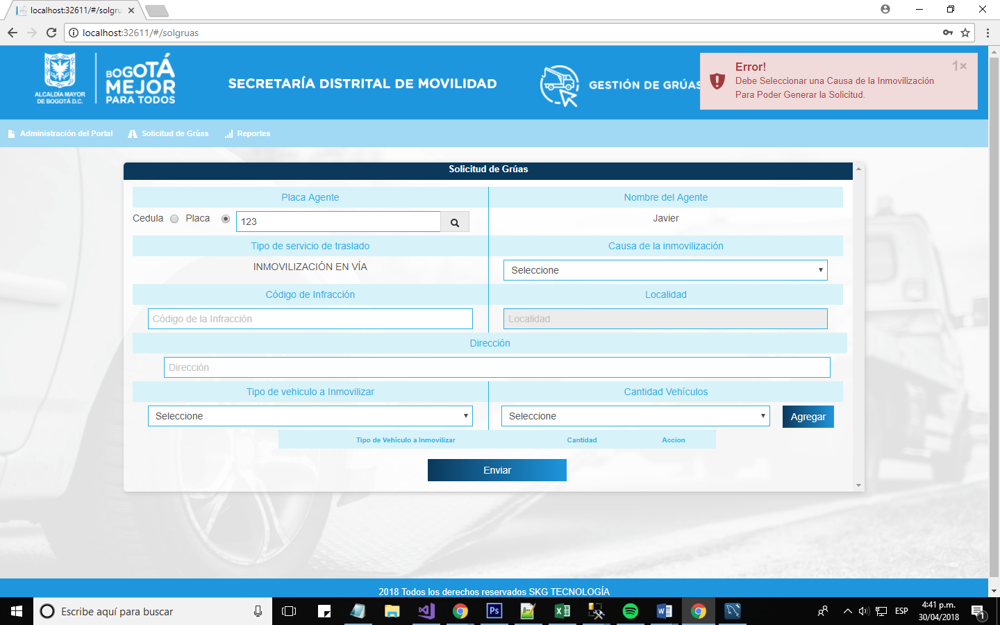 localhost:32611/#/solgru
localhost:32611/#/solgruas
ALCALDÍA MAYOR
DE BOGOTÁ D.C.
BOGOTÁ
MEJOR
PARA TODOS
SECRETARÍA DISTRITAL DE MOVILIDAD
GESTIÓN DE GRÚAS
Error!
1×
Debe Seleccionar una Causa de la Inmovilización
Para Poder Generar la Solicitud.
Administración del Portal
Solicitud de Grúas
Reportes
Solicitud de Grúas
Placa Agente
Nombre del Agente
Cedula
Placa
123
Javier
Tipo de servicio de traslado
Causa de la inmovilización
INMOVILIZACIÓN EN VÍA
Seleccione
Código de Infracción
Localidad
Código de la Infracción
Localidad
Dirección
Dirección
Tipo de vehiculo a Inmovilizar
Cantidad Vehículos
Seleccione
Seleccione
Agregar
Tipo de Vehículo a Inmovilizar
Cantidad
Accion
Enviar
2018 Todos los derechos reservados SKG TECNOLOGÍA
Escribe aquí para buscar
Ps
ESP
4:41 p.m.
30/04/2018
1